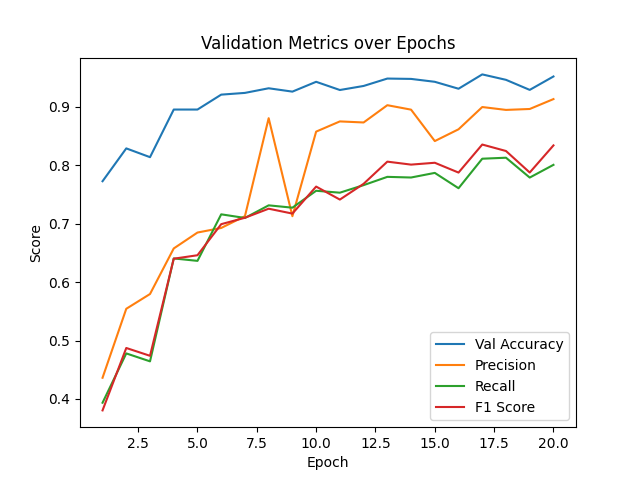 Validation Metrics over Epochs
Score
0.9
0.8
0.7
0.6
0.5
0.4
Val Accuracy
Precision
Recall
F1 Score
2.5 5.0 7.5 10.0 12.5 15.0 17.5 20.0
Epoch